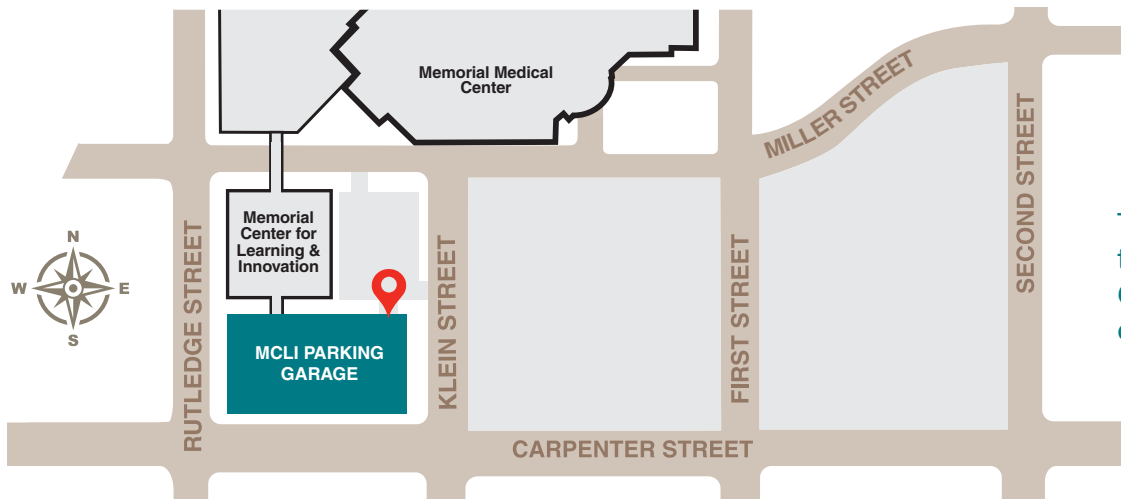 Memorial Medical
Center
MILLER STREET
SECOND STREET
Memorial
Center for
Learning &
Innovation
N
W
E
S
RUTLEDGE STREET
KLEIN STREET
FIRST STREET
MCLI PARKING
GARAGE
CARPENTER STREET